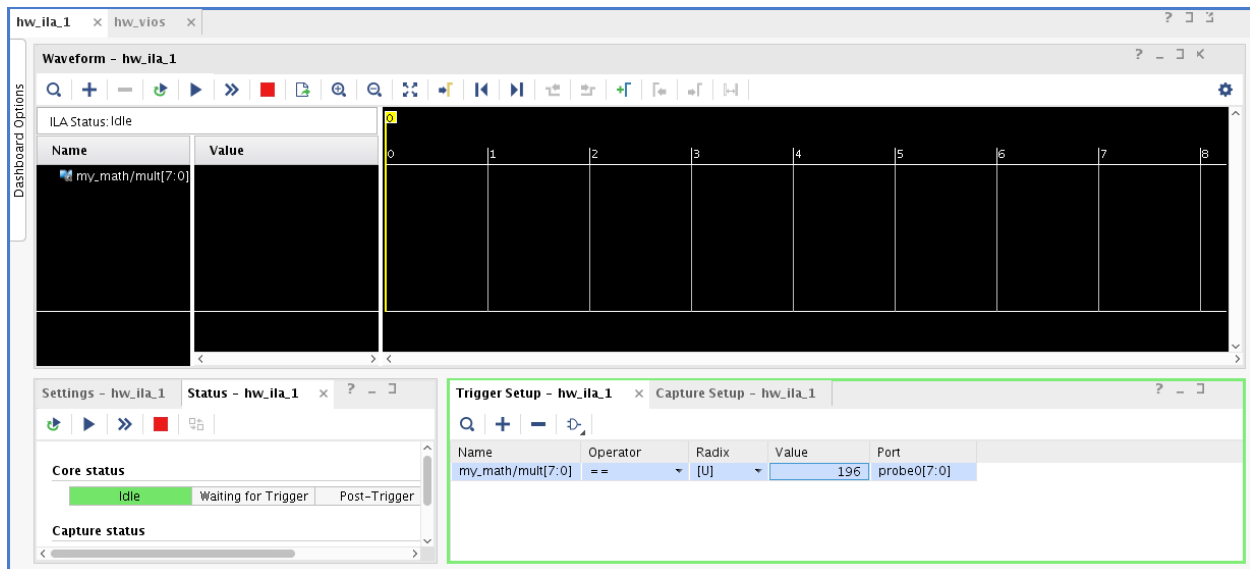 hw_ila_1 × hw_vios ×
Dashboard Options
Waveform - hw_ila_1
ILA Status: Idle
Name Value
0
0 1 2 3 4 5 6 7 8
my_math/mult[7:0]
Settings - hw_ila_1 Status - hw_ila_1 × ? _
Core status
Idle Waiting for Trigger Post-Trigger
Capture status
Trigger Setup - hw_ila_1 × Capture Setup - hw_ila_1 ? _
Name Operator Radix Value Port
my_math/mult[7:0] == [U] 196 probe0[7:0]